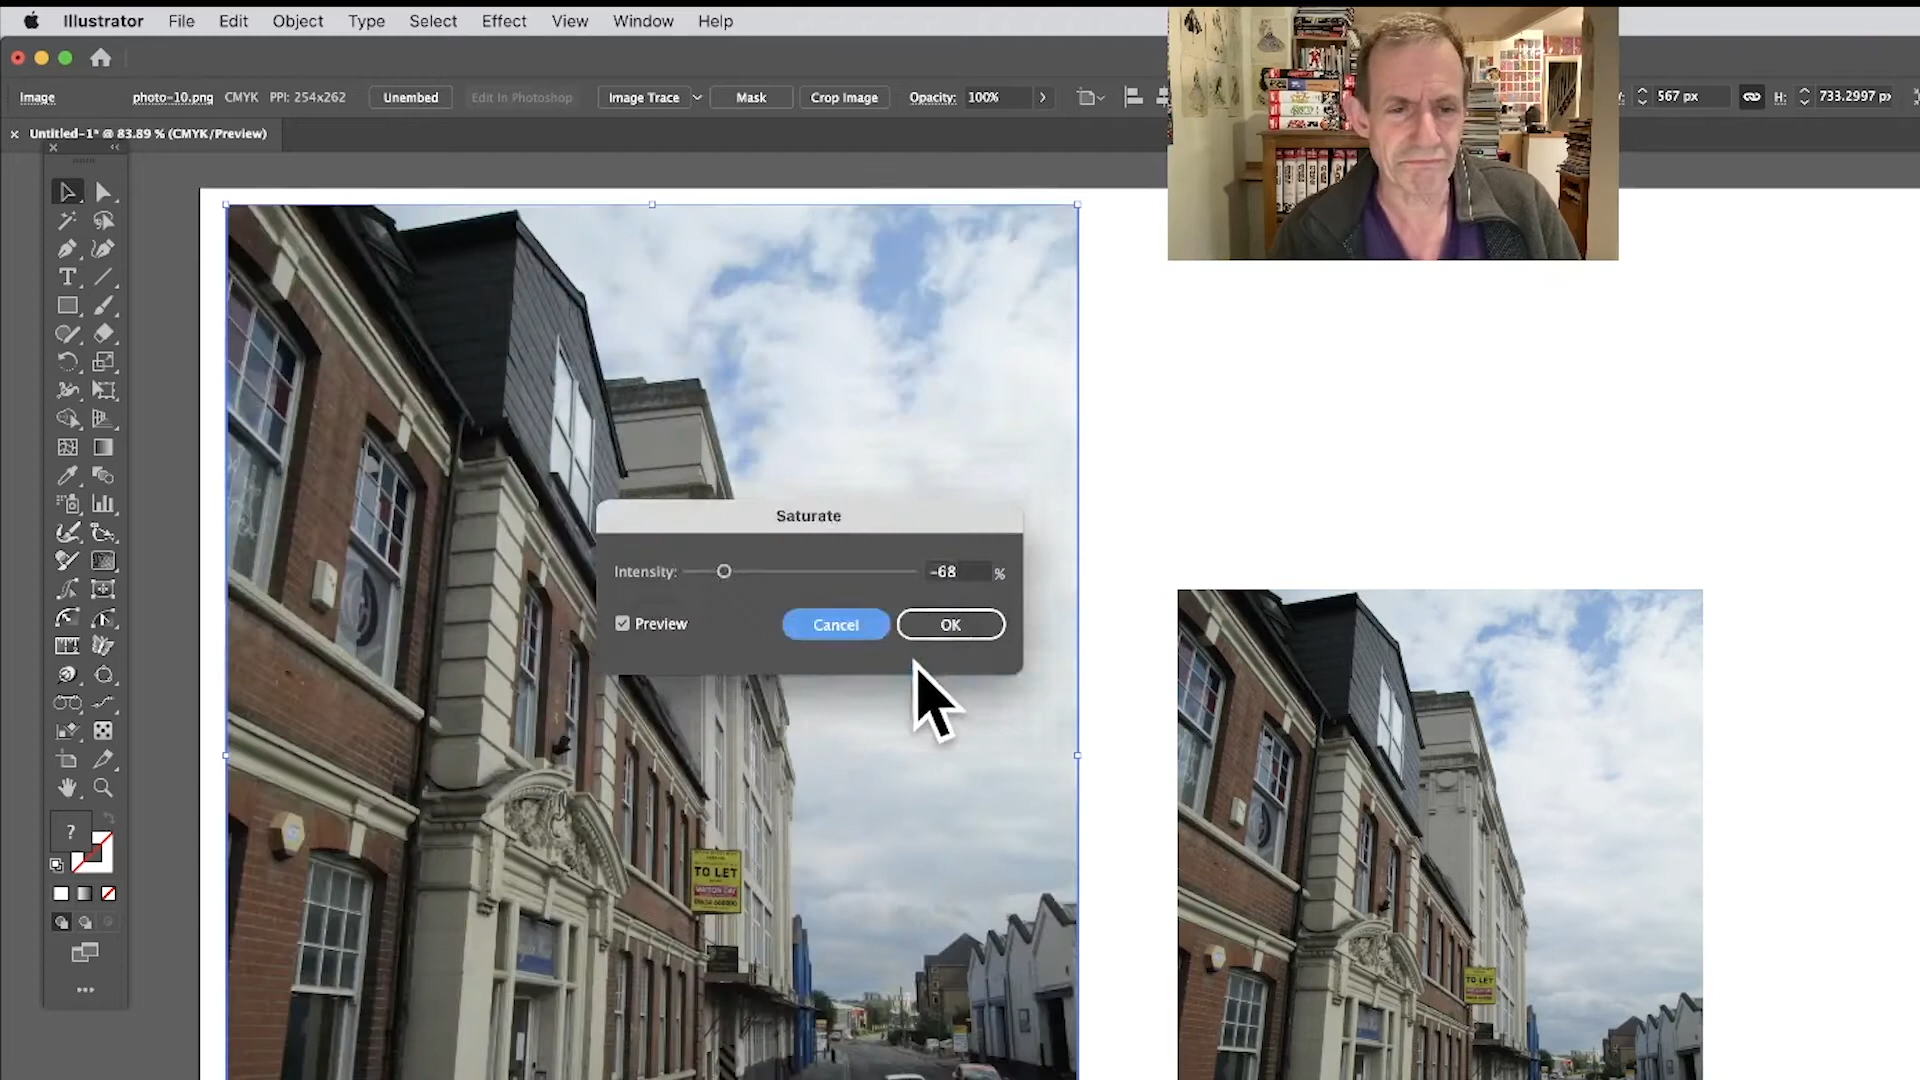 Illustrator File Edit Object Type Select Effect View Window Help
Image photo-10.png CMYK PPI: 254x262 Unembed Edit In Photoshop Image Trace Mask Crop Image Opacity: 100% 567 px H: 733.2997 px
Untitled-1* @ 83.89 % (CMYK/Preview)
Saturate
Intensity: -68 %
Preview Cancel OK
?
TO LET
TO LET